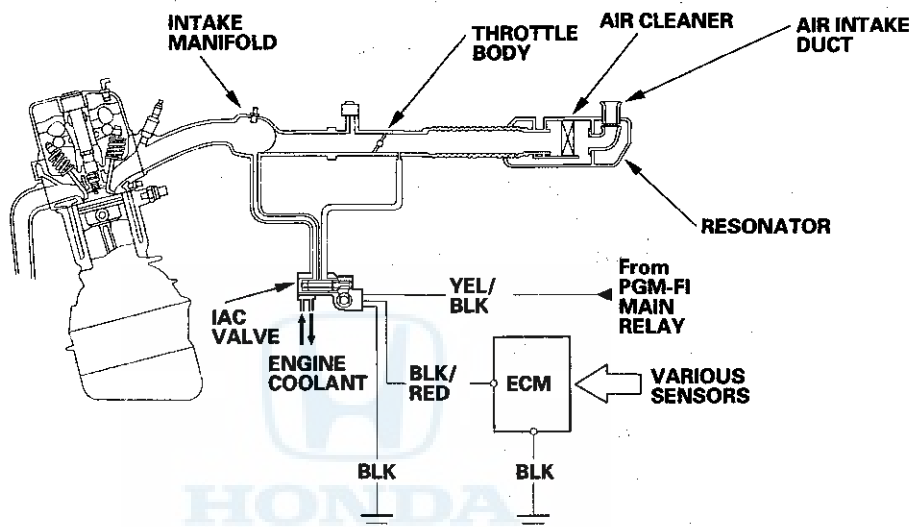 INTAKE
MANIFOLD
THROTTLE
BODY
AIR CLEANER
AIR INTAKE
DUCT
RESONATOR
IAC
VALVE
ENGINE
COOLANT
YEL/
BLK
From
PGM-FI
MAIN
RELAY
BLK/
RED
ECM
VARIOUS
SENSORS
BLK
BLK
HONDA